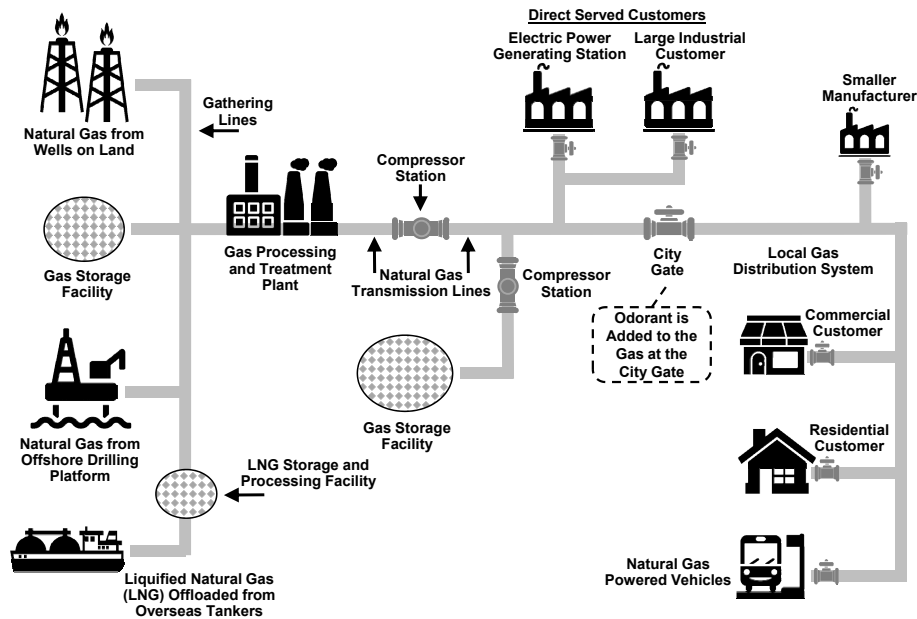 Direct Served Customers
Electric Power
Generating Station
Large Industrial
Customer
Smaller
Manufacturer
Natural Gas from
Wells on Land
Gathering
Lines
Compressor
Station
Gas Storage
Facility
Gas Processing
and Treatment
Plant
Natural Gas
Transmission Lines
Compressor
Station
City
Gate
Local Gas
Distribution System
Odorant is
Added to the
Gas at the
City Gate
Commercial
Customer
Gas Storage
Facility
Residential
Customer
Natural Gas from
Offshore Drilling
Platform
LNG Storage and
Processing Facility
Liquified Natural Gas
(LNG) Offloaded from
Overseas Tankers
Natural Gas
Powered Vehicles